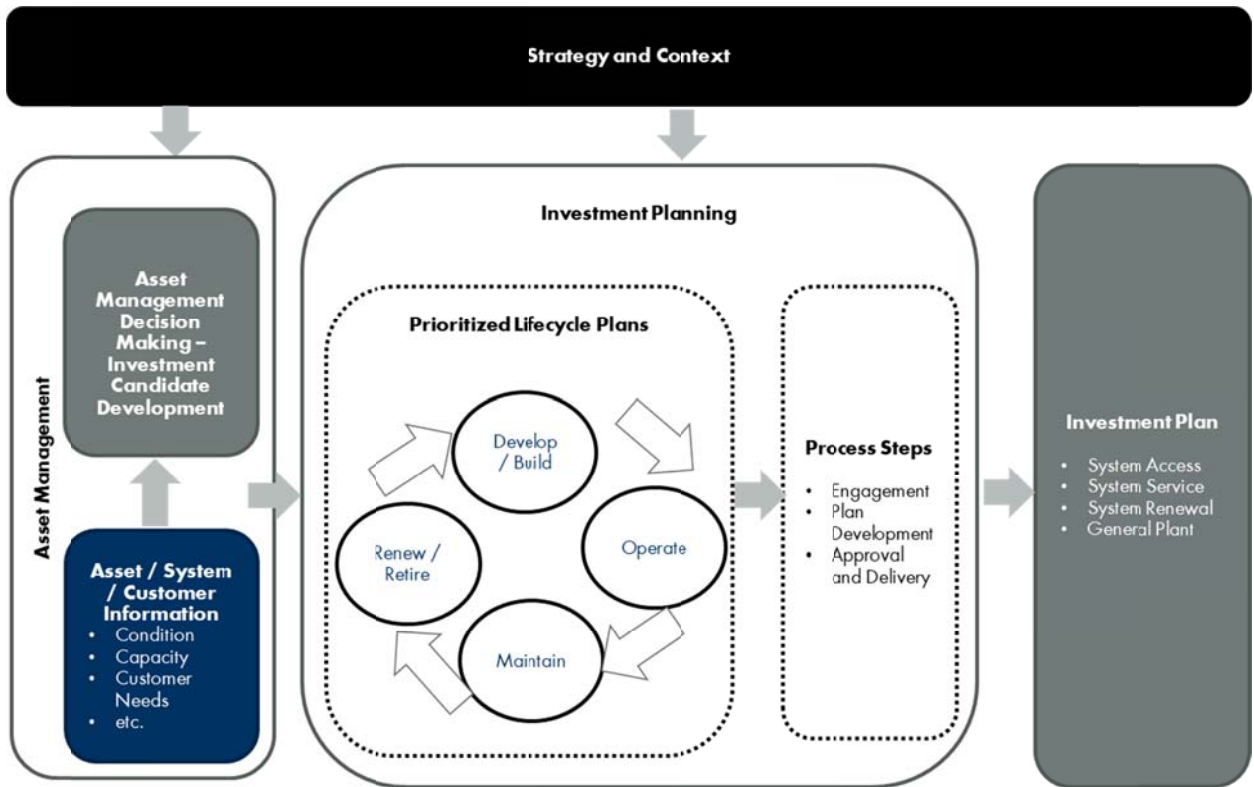 Strategy and Context
Asset Management
Asset
Management
Decision
Making –
Investment
Candidate
Development
Asset / System
/ Customer
Information
• Condition
• Capacity
• Customer
Needs
• etc.
Investment Planning
Prioritized Lifecycle Plans
Develop
/ Build
Operate
Maintain
Renew /
Retire
Process Steps
• Engagement
• Plan
Development
• Approval
and Delivery
Investment Plan
• System Access
• System Service
• System Renewal
• General Plant